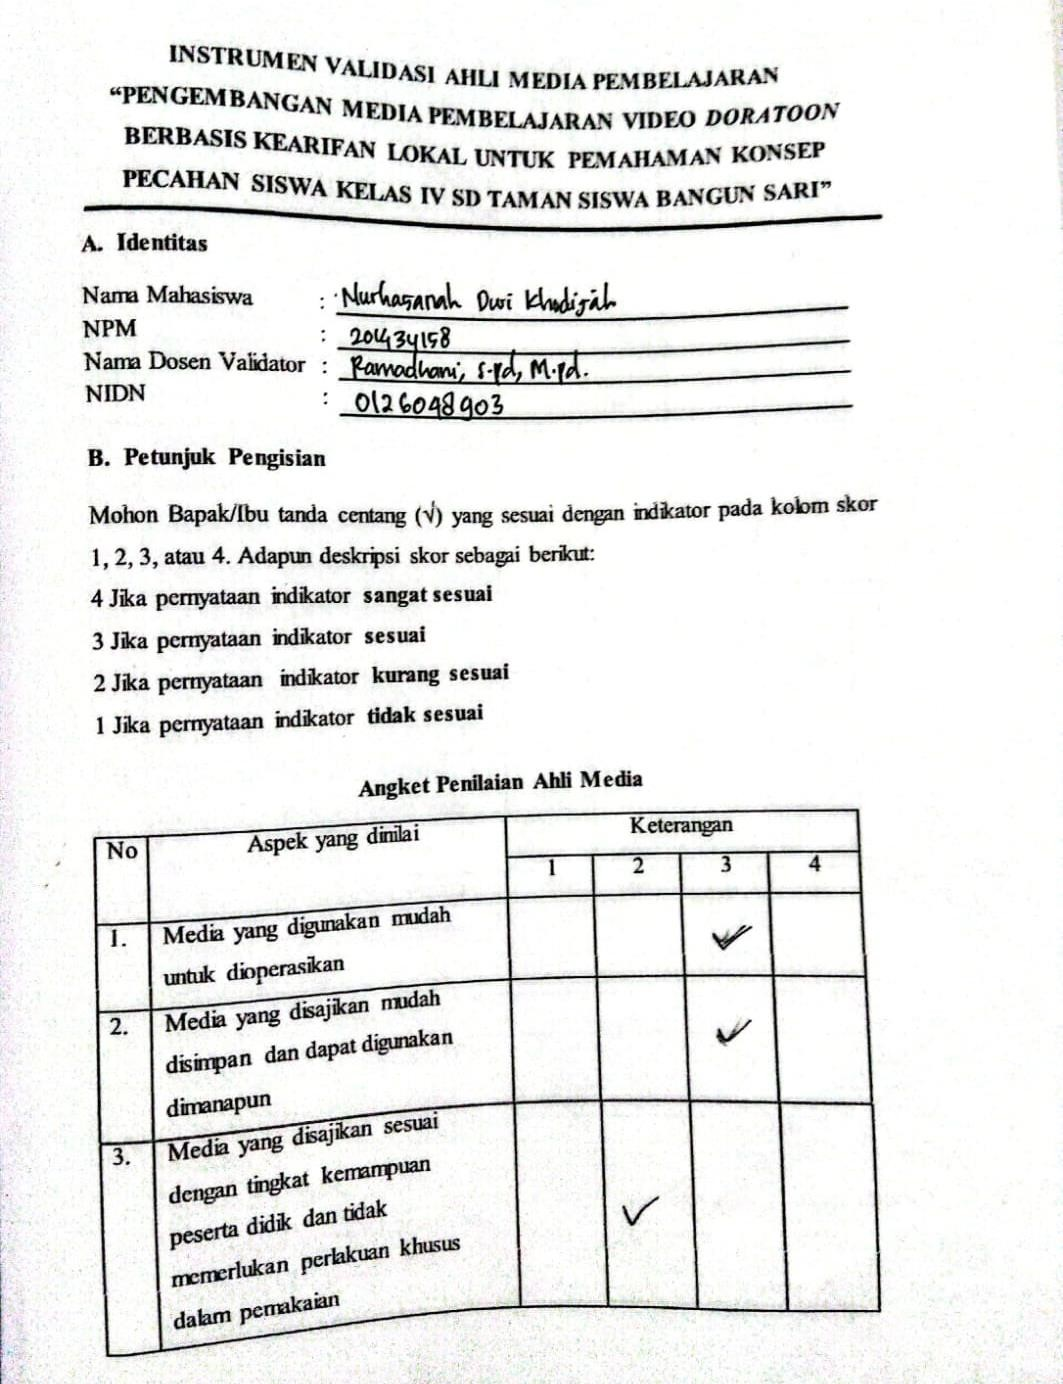 INSTRUMEN VALIDASI AHLI MEDIA PEMBELAJARAN
“PENGEMBANGAN MEDIA PEMBELAJARAN VIDEO DORATOON
BERBASIS KEARIFAN LOKAL UNTUK PEMAHAMAN KONSEP
PECAHAN SISWA KELAS IV SD TAMAN SISWA BANGUN SARI”
A. Identitas
Nama Mahasiswa : Nurhasanah Dwi Khodijah
NPM : 201434158
Nama Dosen Validator : Ramadhani, S.pd, M.pd.
NIDN : 0126098903
B. Petunjuk Pengisian
Mohon Bapak/Ibu tanda centang (√) yang sesuai dengan indikator pada kolom skor
1, 2, 3, atau 4. Adapun deskripsi skor sebagai berikut:
4 Jika pernyataan indikator sangat sesuai
3 Jika pernyataan indikator sesuai
2 Jika pernyataan indikator kurang sesuai
1 Jika pernyataan indikator tidak sesuai
Angket Penilaian Ahli Media
No Aspek yang dinilai Keterangan
1 2 3 4
1. Media yang digunakan mudah
untuk dioperasikan ✓
2. Media yang disajikan mudah
disimpan dan dapat digunakan ✓
dimanapun
3. Media yang disajikan sesuai
dengan tingkat kemampuan
peserta didik dan tidak ✓
memerlukan perlakuan khusus
dalam pemakaian